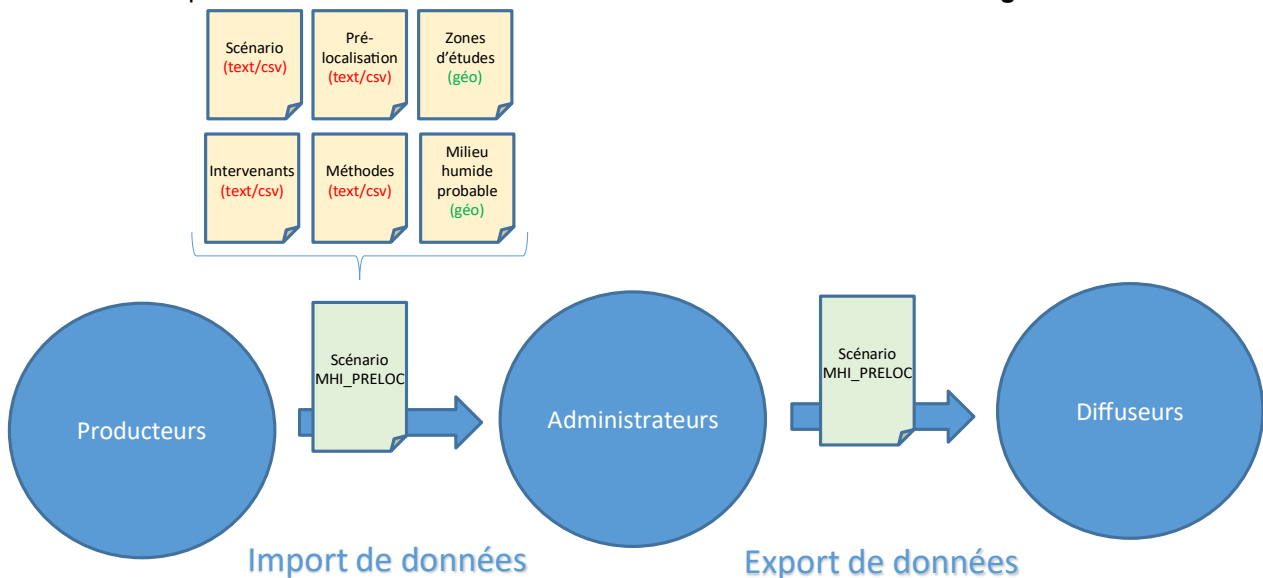 Scénario
(text/csv)
Pré-
localisation
(text/csv)
Zones
d’études
(géo)
Intervenants
(text/csv)
Méthodes
(text/csv)
Milieu
humide
probable
(géo)
Producteurs
Scénario
MHI_PRELOC
Administrateurs
Scénario
MHI_PRELOC
Diffuseurs
Import de données
Export de données